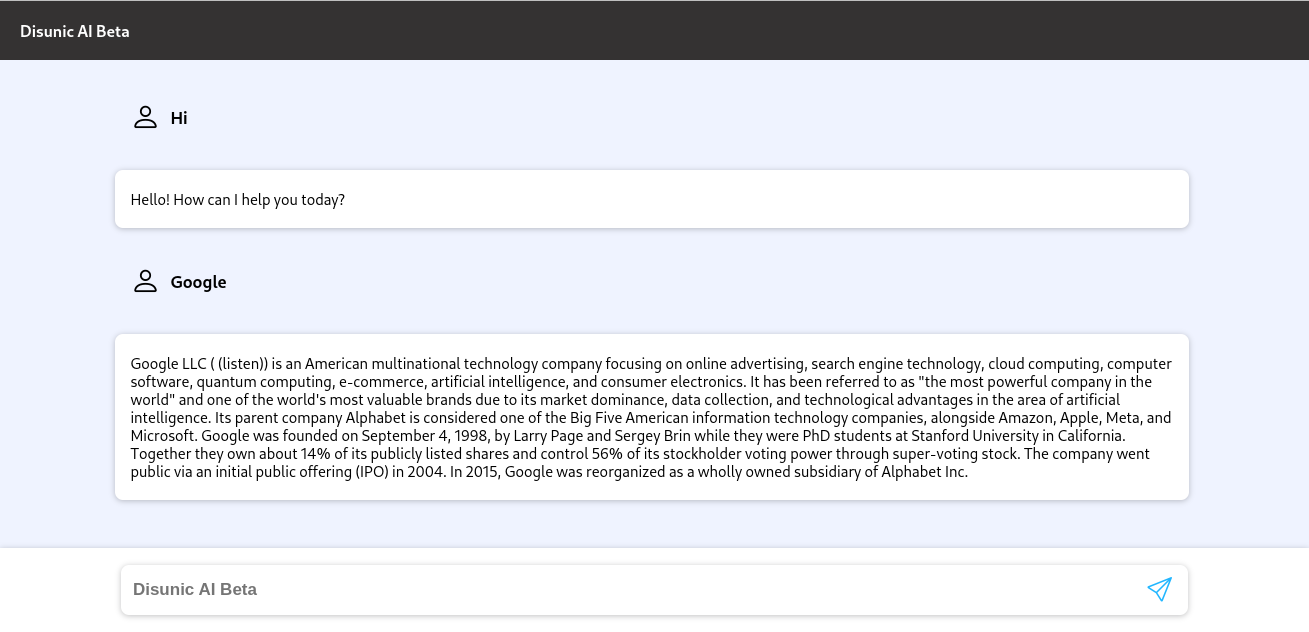 Disunic AI Beta
Hi
Hello! How can I help you today?
Google
Google LLC ( (listen)) is an American multinational technology company focusing on online advertising, search engine technology, cloud computing, computer
software, quantum computing, e-commerce, artificial intelligence, and consumer electronics. It has been referred to as "the most powerful company in the
world" and one of the world's most valuable brands due to its market dominance, data collection, and technological advantages in the area of artificial
intelligence. Its parent company Alphabet is considered one of the Big Five American information technology companies, alongside Amazon, Apple, Meta, and
Microsoft. Google was founded on September 4, 1998, by Larry Page and Sergey Brin while they were PhD students at Stanford University in California.
Together they own about 14% of its publicly listed shares and control 56% of its stockholder voting power through super-voting stock. The company went
public via an initial public offering (IPO) in 2004. In 2015, Google was reorganized as a wholly owned subsidiary of Alphabet Inc.
Disunic AI Beta